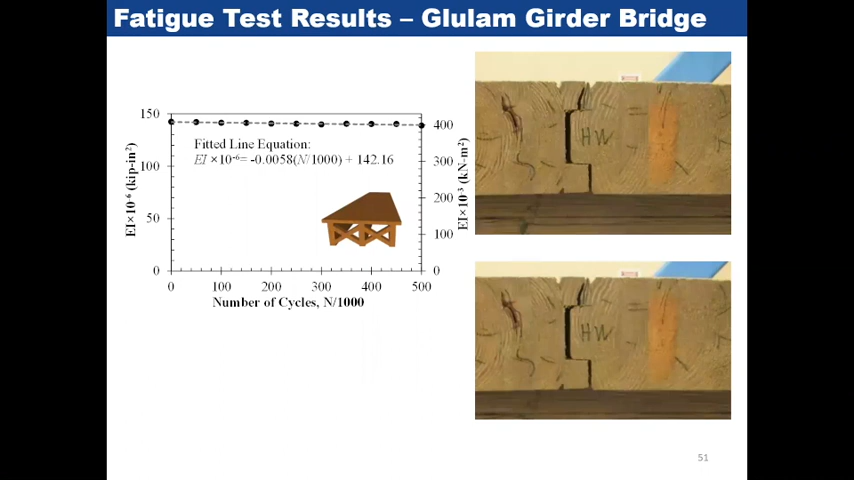 Fatigue Test Results – Glulam Girder Bridge
150
100
50
0
EI×10⁻⁶ (kip-in²)
Fitted Line Equation:
EI ×10⁻⁶= -0.0058(N/1000) + 142.16
400
300
200
100
0
EI×10⁻³ (kN-m²)
0 100 200 300 400 500
Number of Cycles, N/1000
HW
HW
51